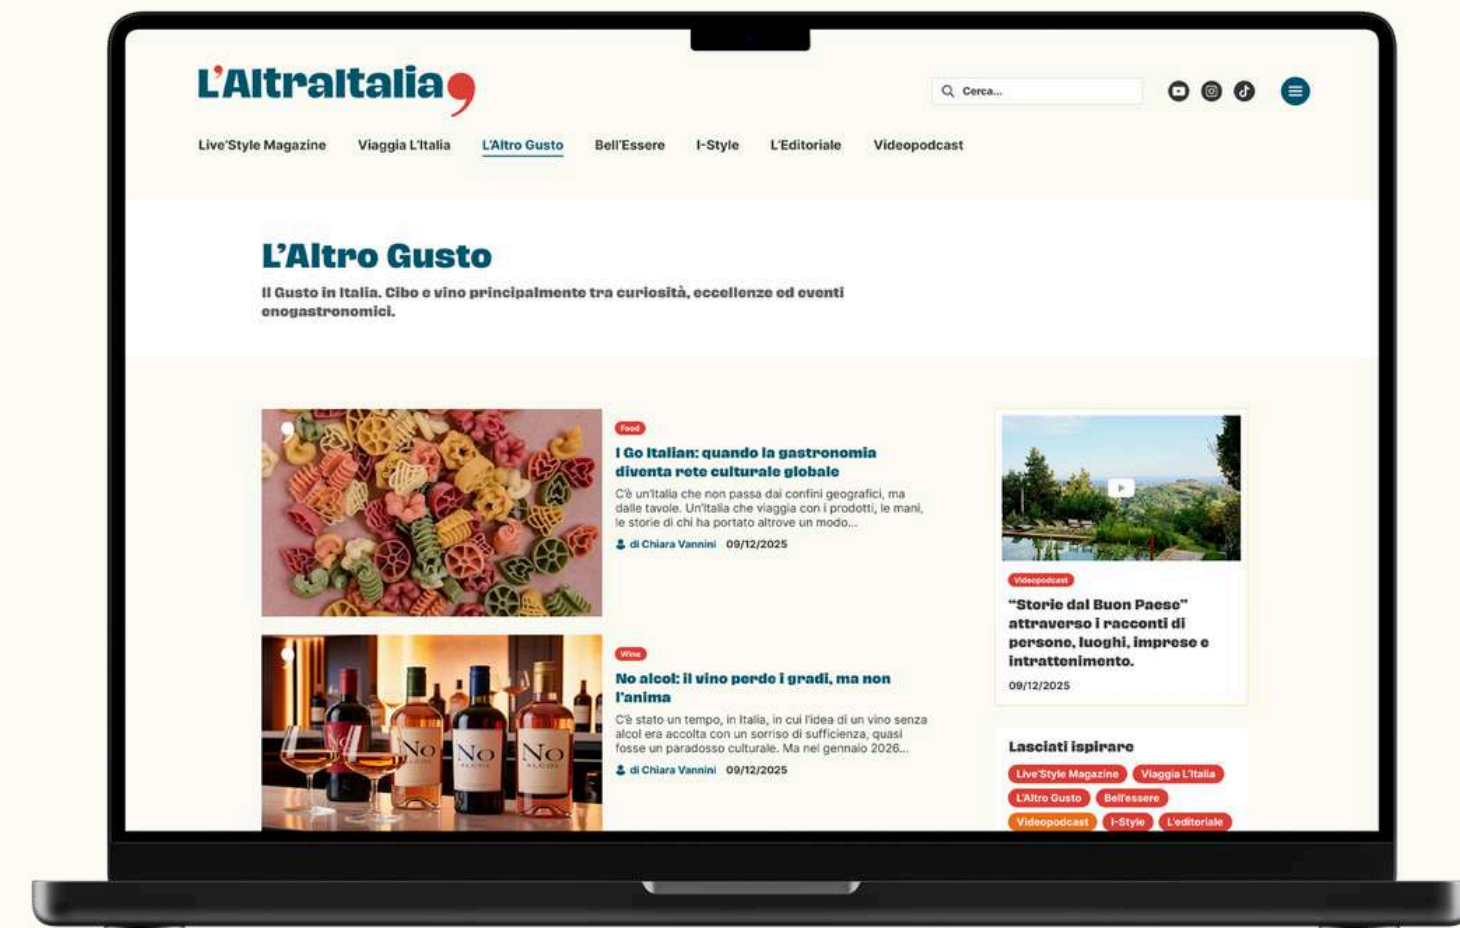 L'AltraItalia,
Cerca...
Live'Style Magazine
Viaggia L'Italia
L'Altro Gusto
Bell'Essere
I-Style
L'Editoriale
Videopodcast
L'Altro Gusto
Il Gusto in Italia. Cibo e vino principalmente tra curiosità, eccellenze ed eventi
enogastronomici.
Food
I Go Italian: quando la gastronomia
diventa rete culturale globale
C'è un'Italia che non passa dai confini geografici, ma
dalle tavole. Un'Italia che viaggia con i prodotti, le mani,
le storie di chi ha portato altrove un modo...
di Chiara Vannini 09/12/2025
NO
NO
ALCOL
NO
NO
ALCOL
Wine
No alcol: il vino perde i gradi, ma non
l'anima
C'è stato un tempo, in Italia, in cui l'idea di un vino senza
alcol era accolta con un sorriso di sufficienza, quasi
fosse un paradosso culturale. Ma nel gennaio 2026...
di Chiara Vannini 09/12/2025
Videopodcast
"Storie dal Buon Paese"
attraverso i racconti di
persone, luoghi, imprese e
intrattenimento.
09/12/2025
Lasciati ispirare
Live'Style Magazine
Viaggia L'Italia
L'Altro Gusto
Bell'essere
Videopodcast
I-Style
L'editoriale